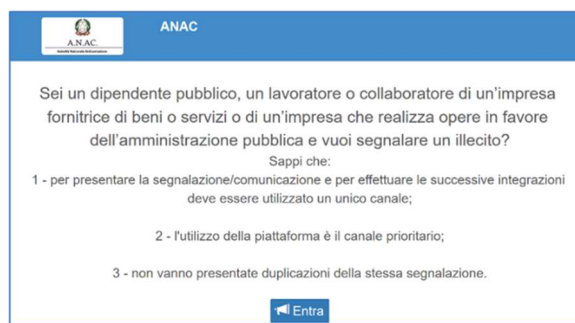 ANAC
A.N.AC.
Sei un dipendente pubblico, un lavoratore o collaboratore di un'impresa
fornitrice di beni o servizi o di un'impresa che realizza opere in favore
dell'amministrazione pubblica e vuoi segnalare un illecito?
Sappi che:
1 - per presentare la segnalazione/comunicazione e per effettuare le successive integrazioni
deve essere utilizzato un unico canale;
2 - l'utilizzo della piattaforma è il canale prioritario;
3 - non vanno presentate duplicazioni della stessa segnalazione.
Entra